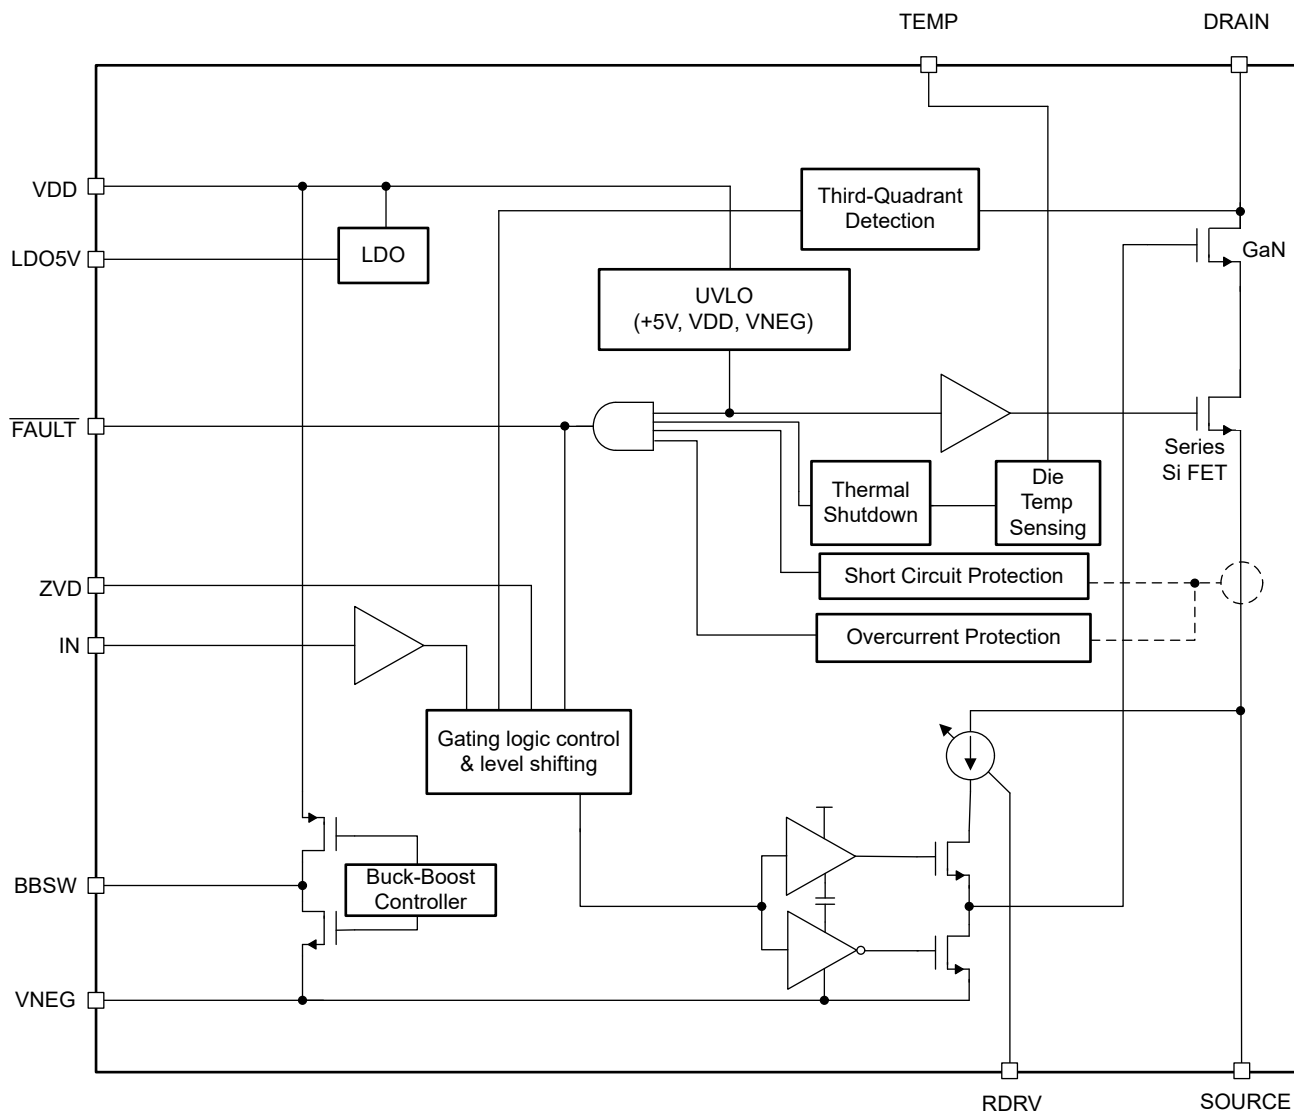 TEMP
DRAIN
VDD
Third-Quadrant
Detection
LDO5V
LDO
GaN
UVLO
(+5V, VDD, VNEG)
FAULT
Series
Si FET
Thermal
Shutdown
Die
Temp
Sensing
Short Circuit Protection
ZVD
IN
Overcurrent Protection
Gating logic control
& level shifting
BBSW
Buck-Boost
Controller
VNEG
RDRV
SOURCE